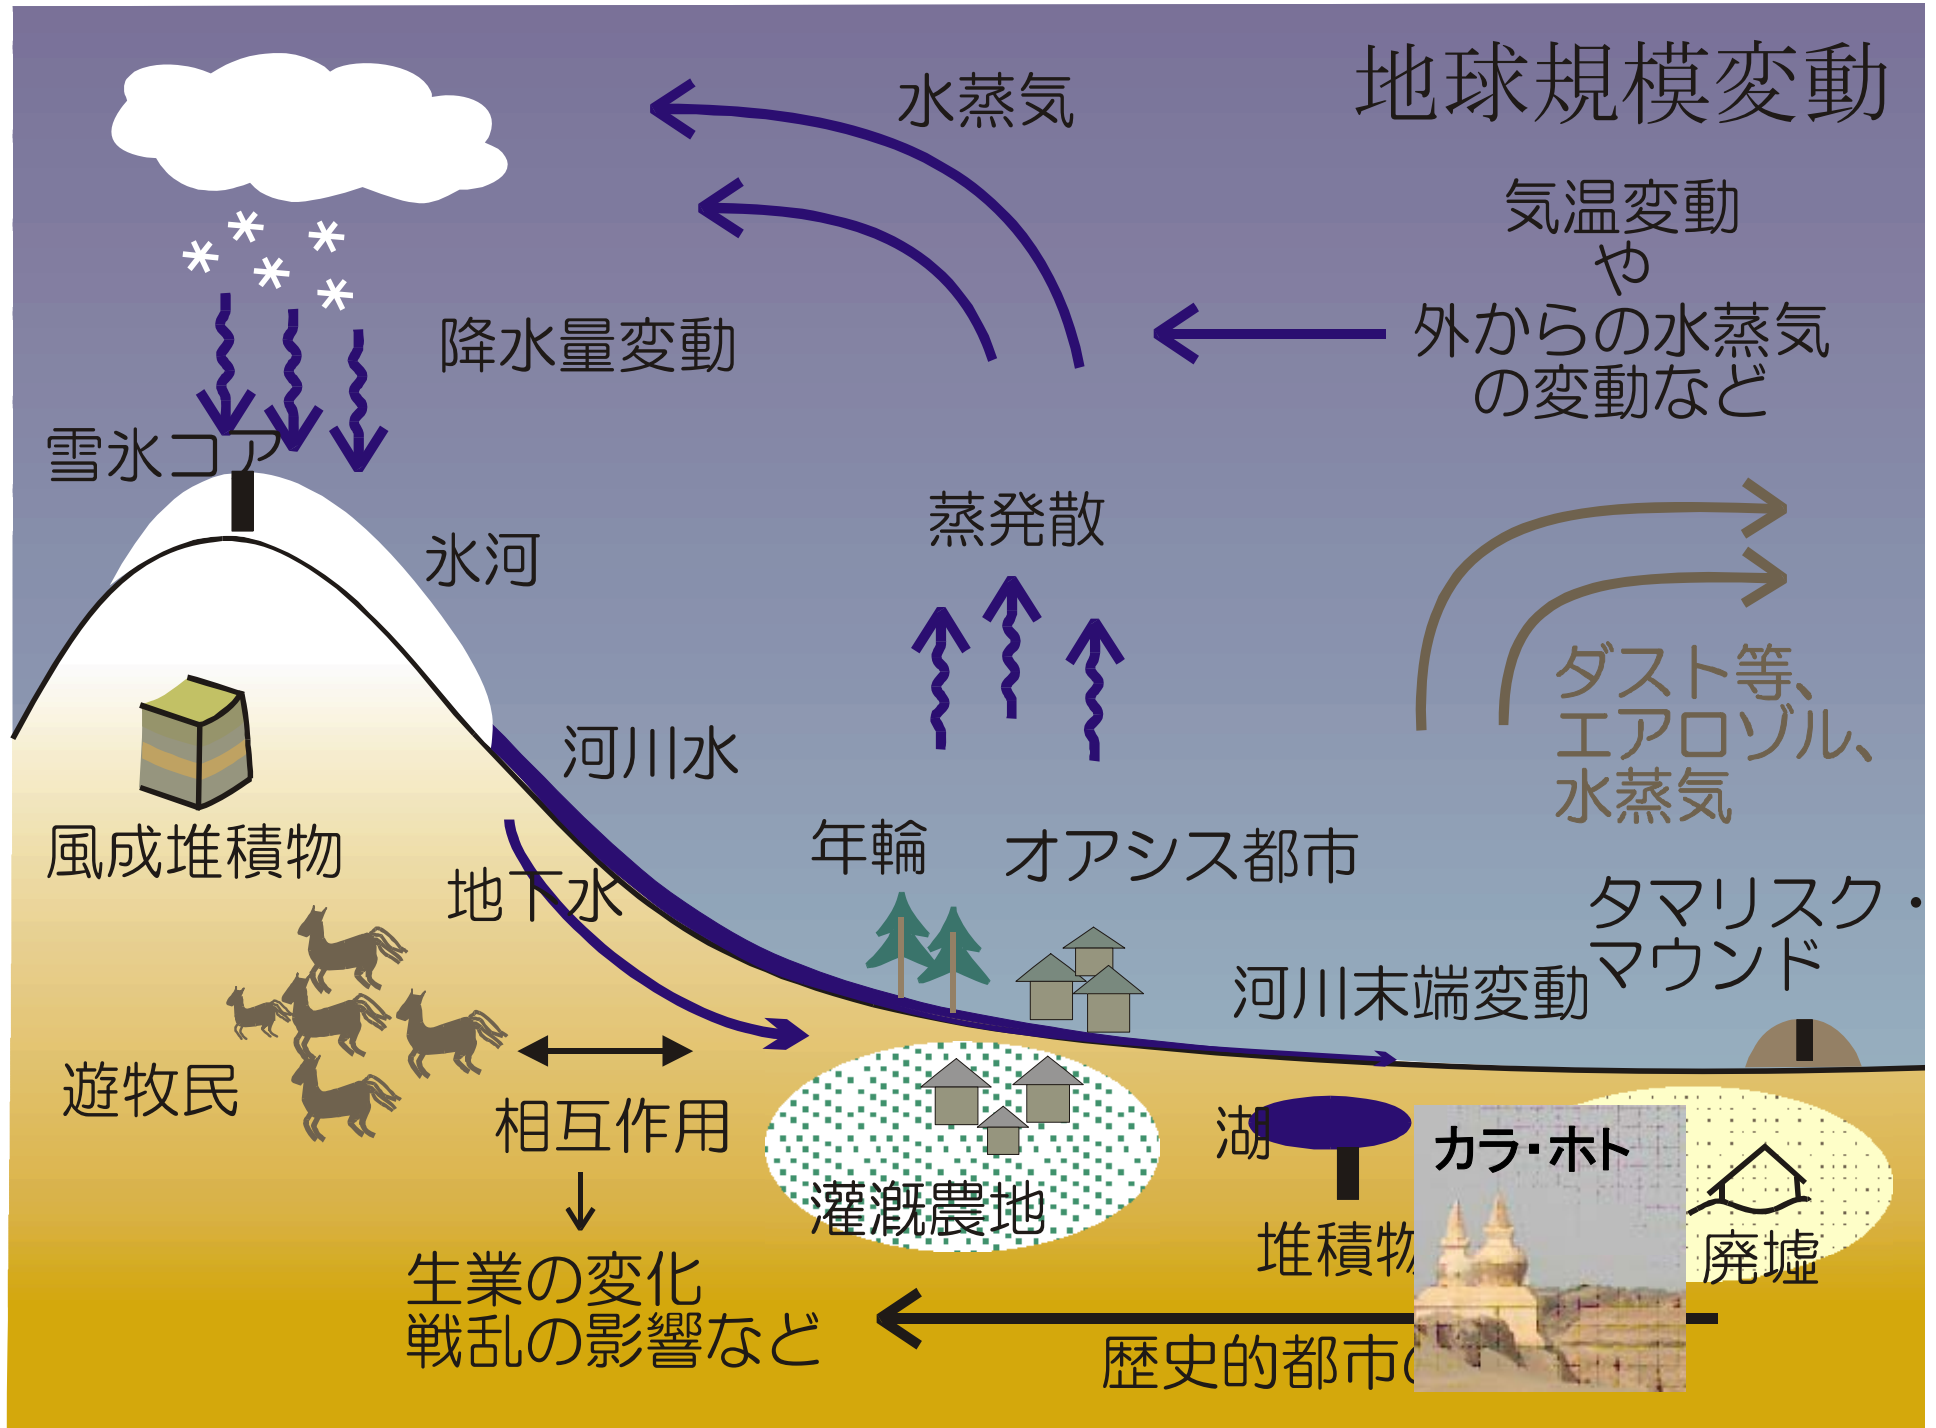 地球規模変動
水蒸気
気温変動
や
外からの水蒸気
の変動など
降水量変動
雪氷コア
氷河
蒸発散
ダスト等、
エアロゾル、
水蒸気
河川水
風成堆積物
地下水
年輪
オアシス都市
タマリスク・
マウンド
河川末端変動
遊牧民
相互作用
湖
カラ・ホト
灌漑農地
堆積物
廃墟
生業の変化
戦乱の影響など
歴史的都市